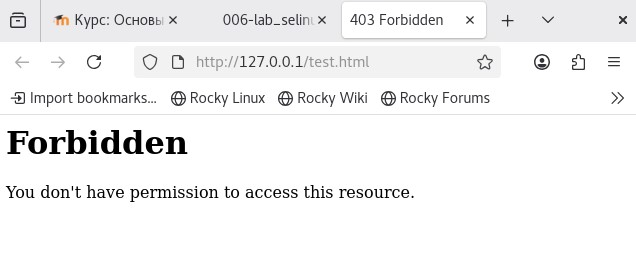 Курс: Основы
006-lab_selinu
403 Forbidden
http://127.0.0.1/test.html
Import bookmarks...
Rocky Linux
Rocky Wiki
Rocky Forums
Forbidden
You don't have permission to access this resource.